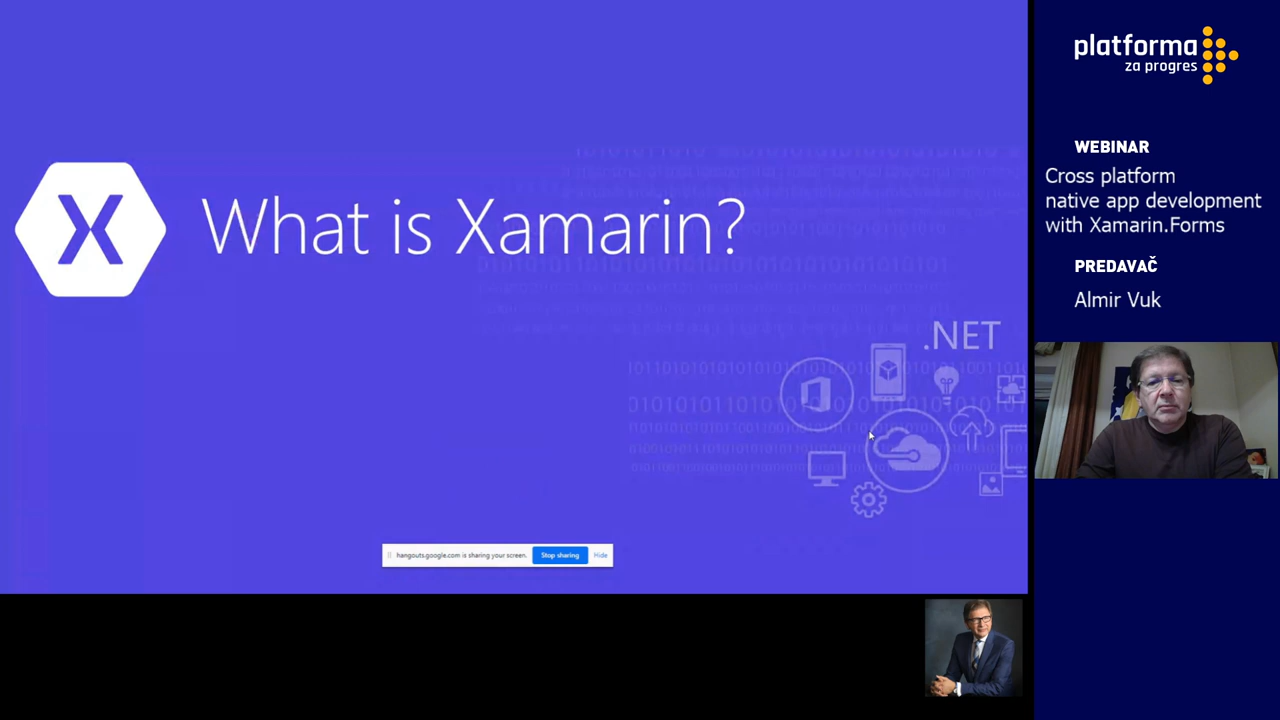 What is Xamarin?
.NET
hangouts.google.com is sharing your screen.
Stop sharing
Hide
platforma
za progres
WEBINAR
Cross platform
native app development
with Xamarin.Forms
PREDAVAČ
Almir Vuk